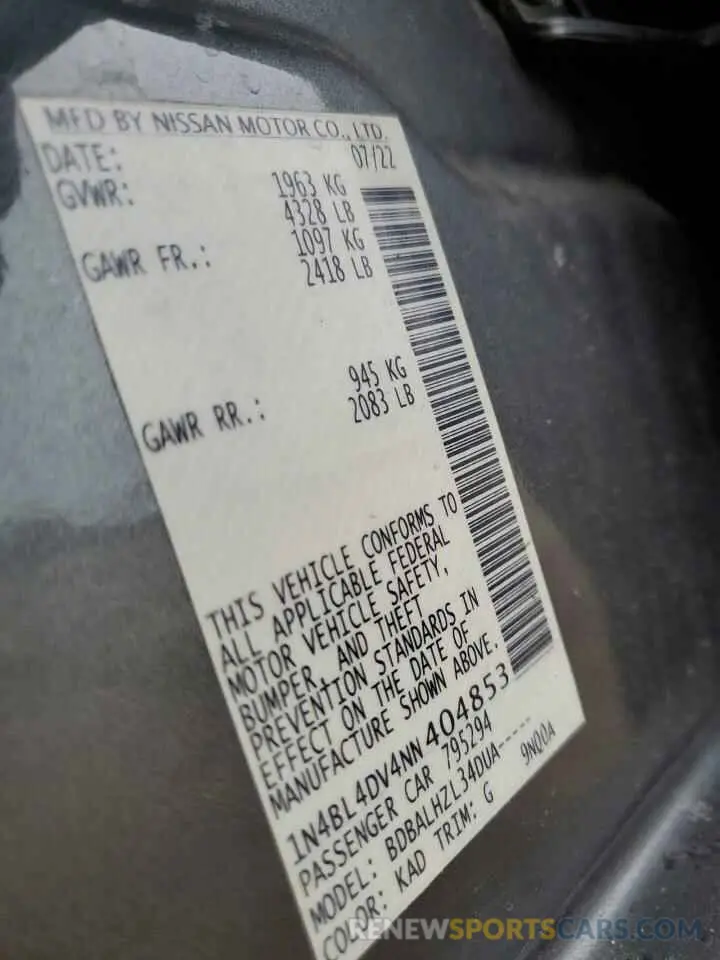 MFD BY NISSAN MOTOR CO., LTD.
DATE: 07/22
GVWR: 1963 KG
4328 LB
GAWR FR.: 1097 KG
2418 LB
GAWR RR.: 945 KG
2083 LB
THIS VEHICLE CONFORMS TO
ALL APPLICABLE FEDERAL
MOTOR VEHICLE SAFETY,
BUMPER, AND THEFT
PREVENTION STANDARDS IN
EFFECT ON THE DATE OF
MANUFACTURE SHOWN ABOVE.
1N4BL4DV4NN404853
PASSENGER CAR 795294
MODEL: BDBALHZL34DUA-----
COLOR: KAD TRIM: G 9N00A
RENEWSPORTSCARS.COM